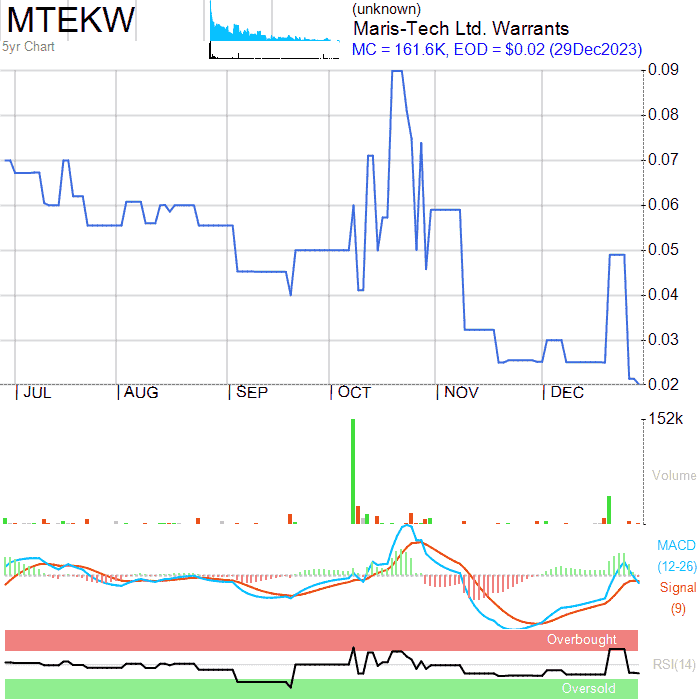 MTEKW
5yr Chart
(unknown)
Maris-Tech Ltd. Warrants
MC = 161.6K, EOD = $0.02 (29Dec2023)
0.09
0.08
0.07
0.06
0.05
0.04
0.03
0.02
JUL AUG SEP OCT NOV DEC
152k
Volume
MACD
(12-26)
Signal
(9)
Overbought
RSI(14)
Oversold